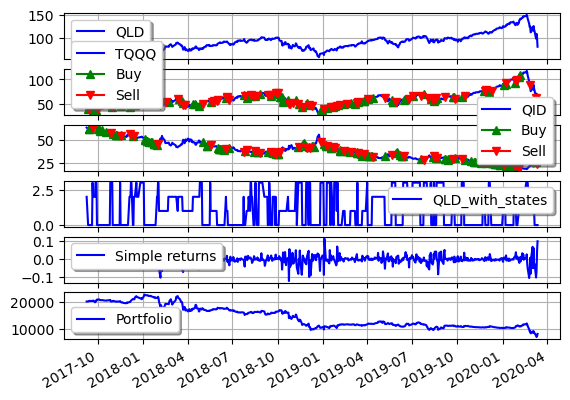 150
100
QLD
TQQQ
Buy
Sell
100
50
QID
Buy
Sell
50
25
2.5
0.0
QLD_with_states
0.1
0.0
−0.1
Simple returns
20000
10000
Portfolio
2017-10
2018-01
2018-04
2018-07
2018-10
2019-01
2019-04
2019-07
2019-10
2020-01
2020-04